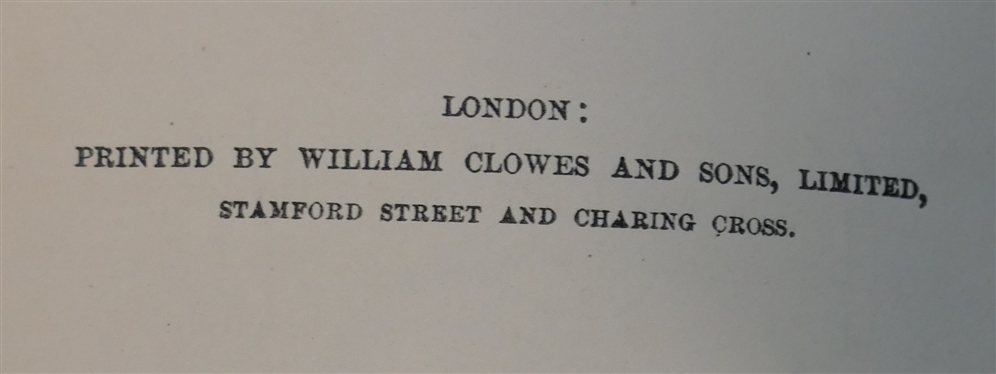 LONDON:
PRINTED BY WILLIAM CLOWES AND SONS, LIMITED,
STAMFORD STREET AND CHARING CROSS.